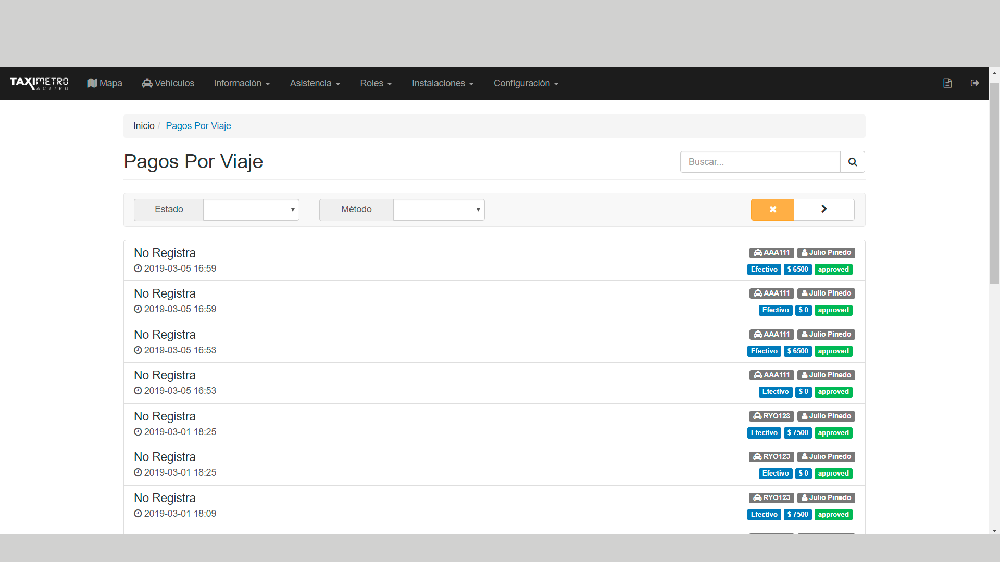 TAXIMETRO
ACTIVO
Mapa Vehículos Información Asistencia Roles Instalaciones Configuración
Inicio / Pagos Por Viaje
Pagos Por Viaje
Buscar...
Estado Método
No Registra AAA111 Julio Pinedo
2019-03-05 16:59 Efectivo $ 6500 approved
No Registra AAA111 Julio Pinedo
2019-03-05 16:59 Efectivo $ 0 approved
No Registra AAA111 Julio Pinedo
2019-03-05 16:53 Efectivo $ 6500 approved
No Registra AAA111 Julio Pinedo
2019-03-05 16:53 Efectivo $ 0 approved
No Registra RYO123 Julio Pinedo
2019-03-01 18:25 Efectivo $ 7500 approved
No Registra RYO123 Julio Pinedo
2019-03-01 18:25 Efectivo $ 0 approved
No Registra RYO123 Julio Pinedo
2019-03-01 18:09 Efectivo $ 7500 approved